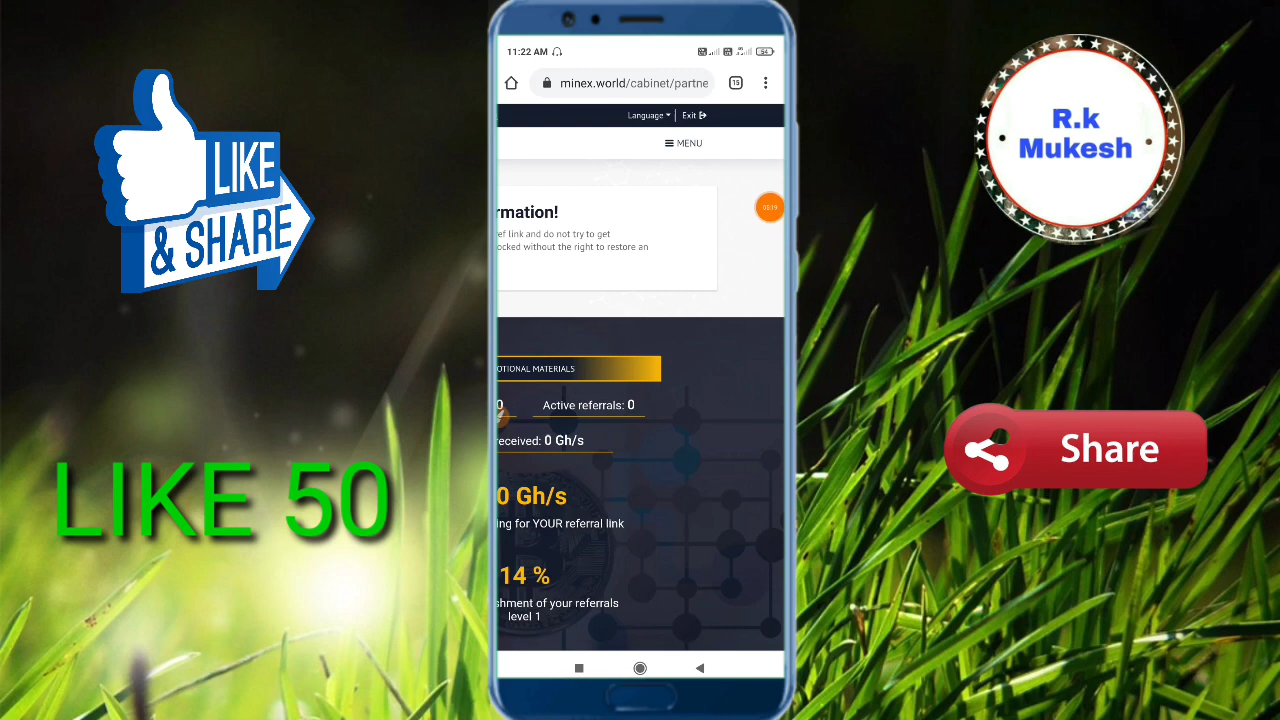 LIKE
& SHARE
LIKE 50
11:22 AM
54
minex.world/cabinet/partne
15
Language
Exit
MENU
rmation!
ef link and do not try to get
ocked without the right to restore an
OTIONAL MATERIALS
0
Active referrals: 0
received: 0 Gh/s
0 Gh/s
ing for YOUR referral link
14 %
shment of your referrals
level 1
R.k
Mukesh
Share